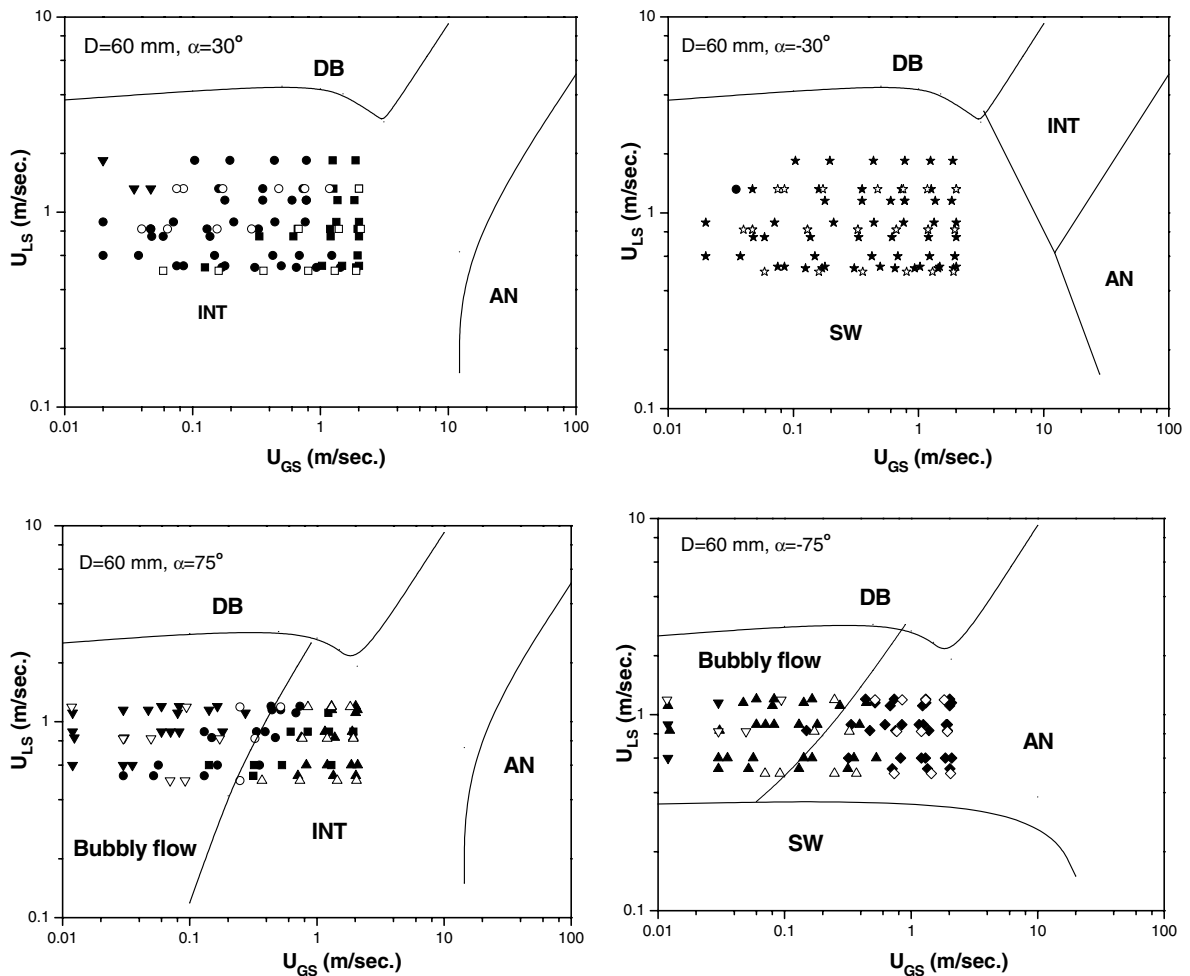 D=60 mm, α=30°
DB
INT
AN
10
1
0.1
U_LS (m/sec.)
0.01
0.1
1
10
100
U_GS (m/sec.)
D=60 mm, α=-30°
DB
INT
SW
AN
10
1
0.1
U_LS (m/sec.)
0.01
0.1
1
10
100
U_GS (m/sec.)
D=60 mm, α=75°
DB
Bubbly flow
INT
AN
10
1
0.1
U_LS (m/sec.)
0.01
0.1
1
10
100
U_GS (m/sec.)
D=60 mm, α=-75°
DB
Bubbly flow
AN
SW
10
1
0.1
U_LS (m/sec.)
0.01
0.1
1
10
100
U_GS (m/sec.)